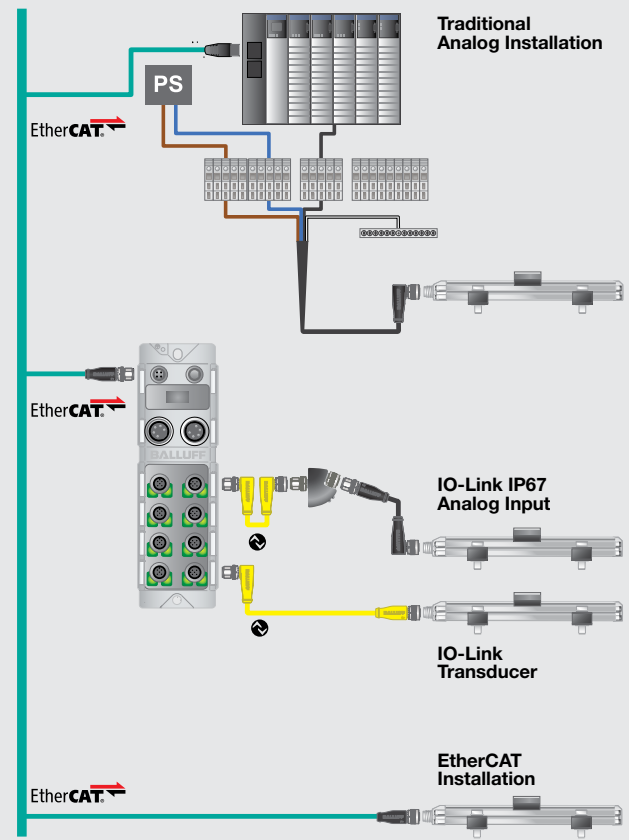 Traditional
Analog Installation
PS
EtherCAT®
EtherCAT®
BALLUFF
IO-Link IP67
Analog Input
IO-Link
Transducer
EtherCAT
Installation
EtherCAT®